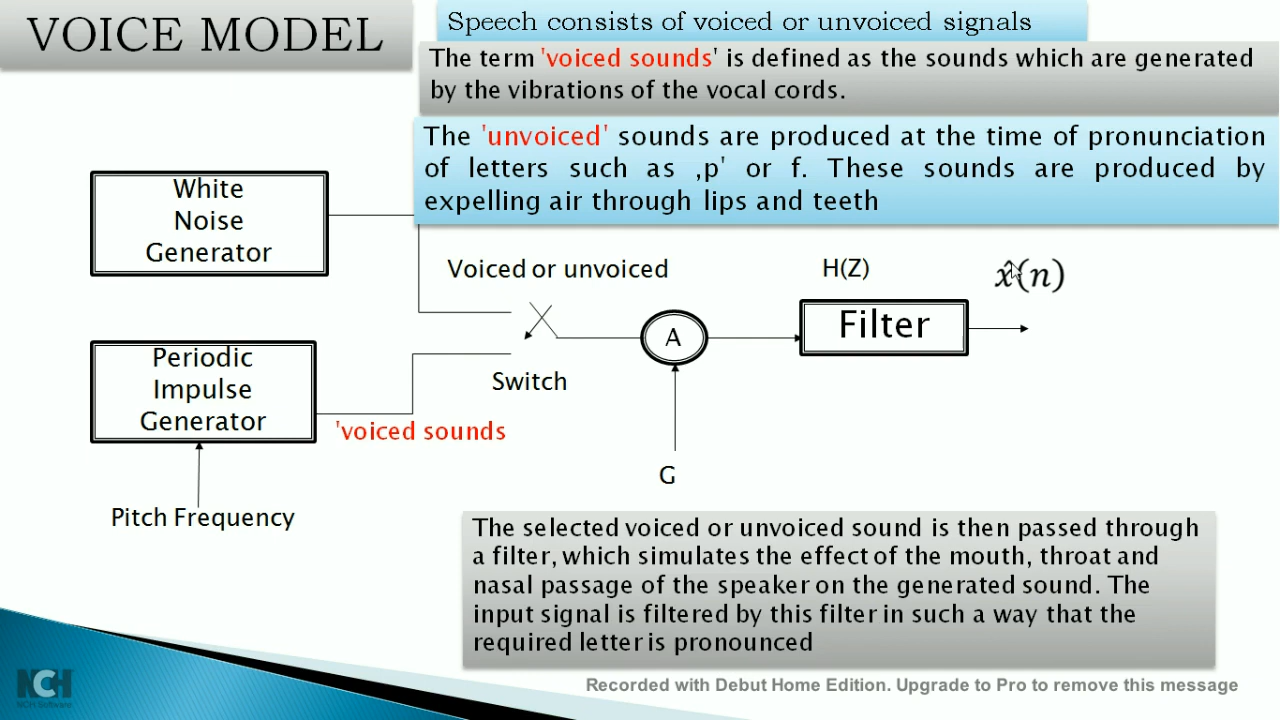 VOICE MODEL
Speech consists of voiced or unvoiced signals
The term 'voiced sounds' is defined as the sounds which are generated
by the vibrations of the vocal cords.
The 'unvoiced' sounds are produced at the time of pronunciation
of letters such as ,p' or f. These sounds are produced by
expelling air through lips and teeth
White
Noise
Generator
Voiced or unvoiced
H(Z)
x̂(n)
Filter
A
Periodic
Impulse
Generator
Switch
'voiced sounds
G
Pitch Frequency
The selected voiced or unvoiced sound is then passed through
a filter, which simulates the effect of the mouth, throat and
nasal passage of the speaker on the generated sound. The
input signal is filtered by this filter in such a way that the
required letter is pronounced
NCH
NCH Software
Recorded with Debut Home Edition. Upgrade to Pro to remove this message